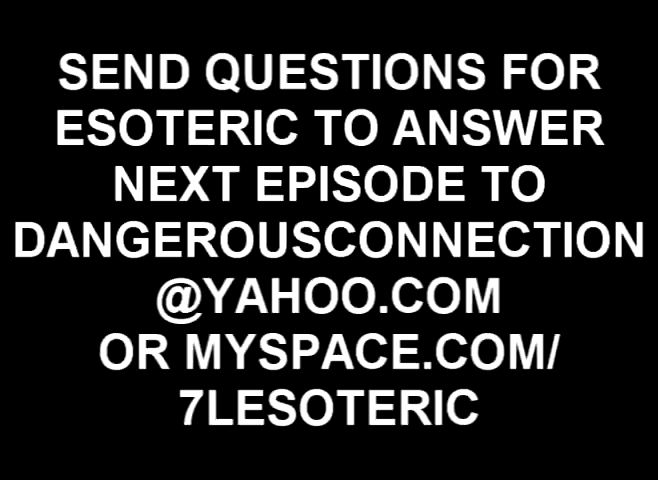 SEND QUESTIONS FOR
ESOTERIC TO ANSWER
NEXT EPISODE TO
DANGEROUSCONNECTION
@YAHOO.COM
OR MYSPACE.COM/
7LESOTERIC